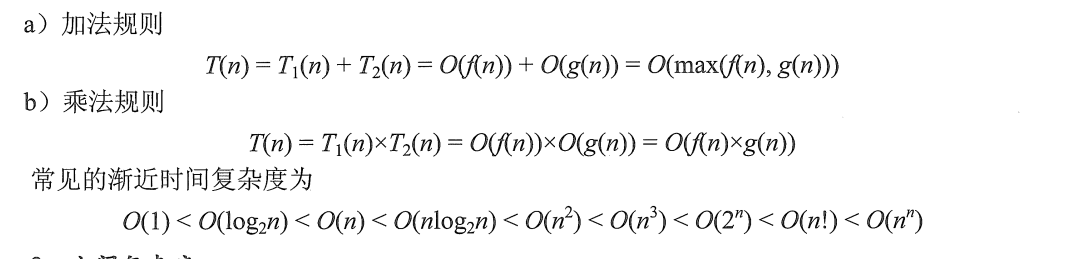 a）加法规则
T(n) = T₁(n) + T₂(n) = O(f(n)) + O(g(n)) = O(max(f(n), g(n)))
b）乘法规则
T(n) = T₁(n)×T₂(n) = O(f(n))×O(g(n)) = O(f(n)×g(n))
常见的渐近时间复杂度为
O(1) < O(log₂n) < O(n) < O(nlog₂n) < O(n²) < O(n³) < O(2ⁿ) < O(n!) < O(nⁿ)